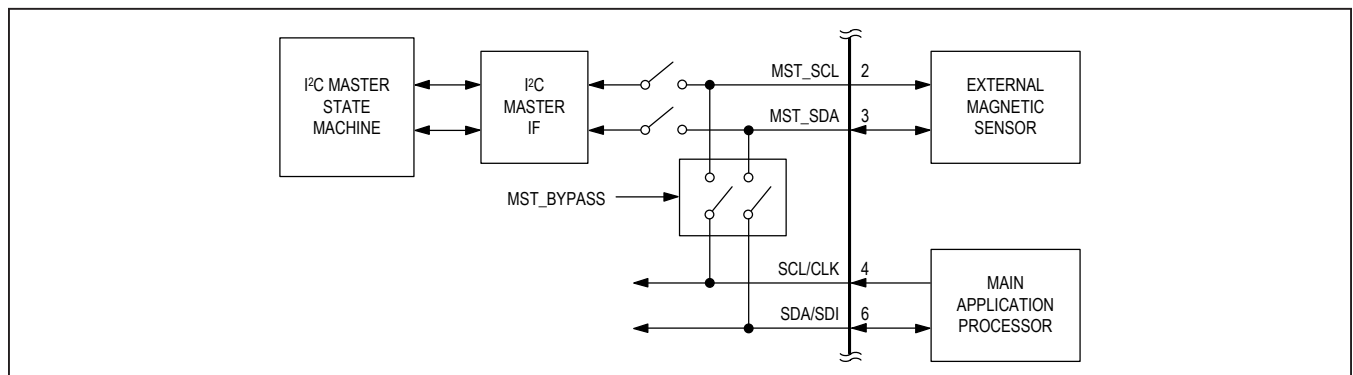 I²C MASTER
STATE
MACHINE
I²C
MASTER
IF
MST_SCL
2
MST_SDA
3
EXTERNAL
MAGNETIC
SENSOR
MST_BYPASS
SCL/CLK
4
SDA/SDI
6
MAIN
APPLICATION
PROCESSOR